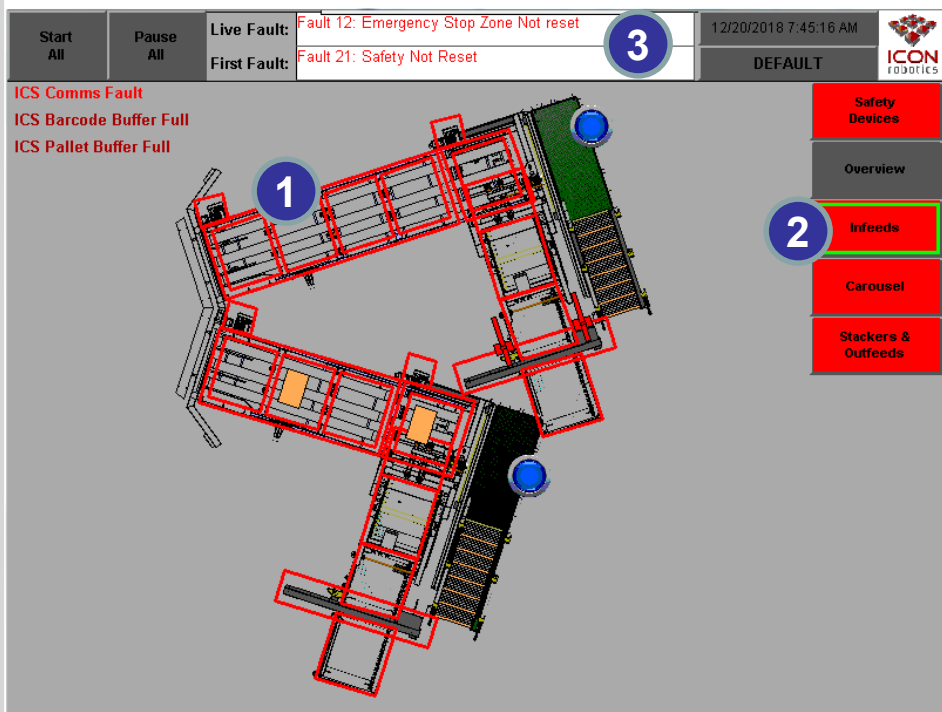 Start
All
Pause
All
Live Fault:
Fault 12: Emergency Stop Zone Not reset
First Fault:
Fault 21: Safety Not Reset
3
12/20/2018 7:45:16 AM
DEFAULT
ICON
robotics
ICS Comms Fault
ICS Barcode Buffer Full
ICS Pallet Buffer Full
1
Safety
Devices
Overview
2
Infeeds
Carousel
Stackers &
Outfeeds